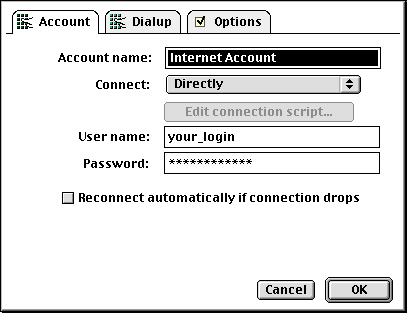 Account Dialup Options
Account name: Internet Account
Connect: Directly
Edit connection script...
User name: your_login
Password: ************
Reconnect automatically if connection drops
Cancel OK